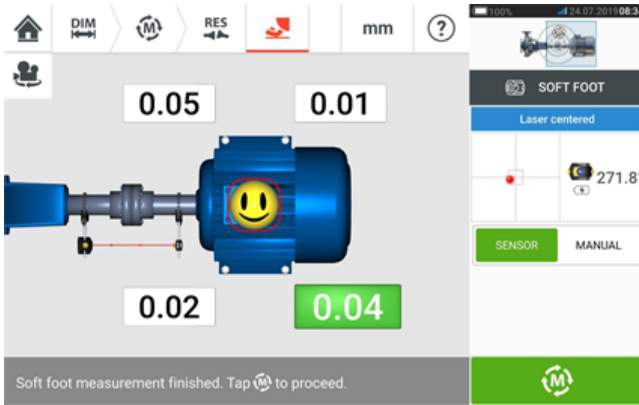 DIM
M
RES
mm
?
100%
24.07.2019
0.05
0.01
SOFT FOOT
Laser centered
271.8
SENSOR
MANUAL
0.02
0.04
Soft foot measurement finished. Tap M to proceed.
M